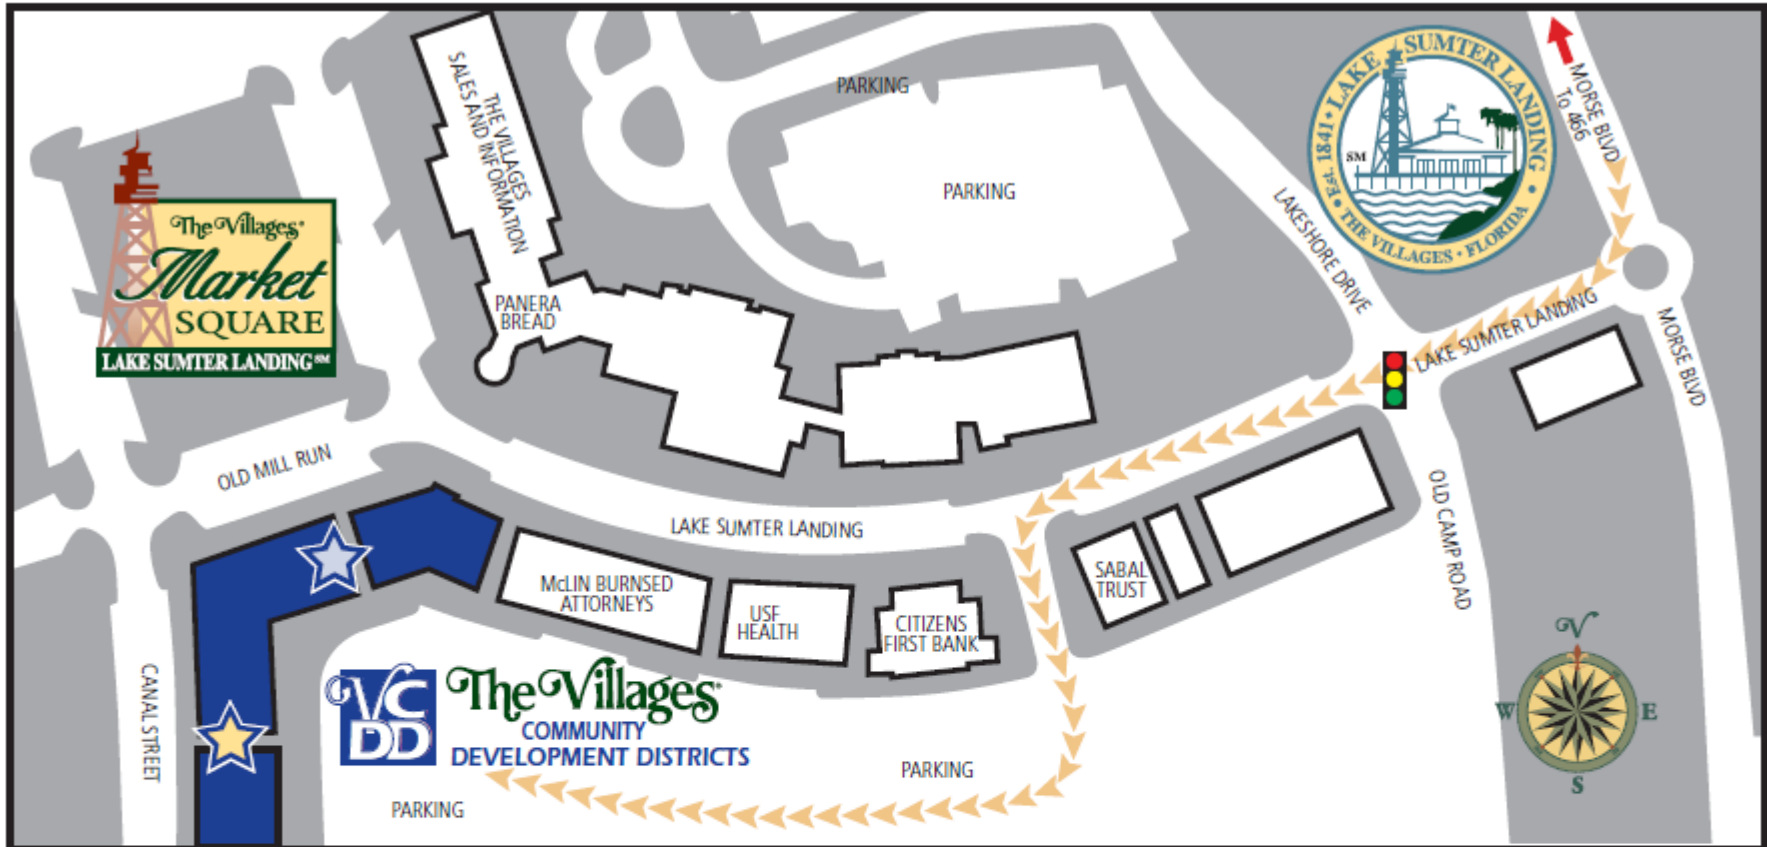 THE VILLAGES
SALES AND INFORMATION
PARKING
PARKING
PANERA
BREAD
The Villages®
Market
SQUARE
LAKE SUMTER LANDING℠
LAKE SUMTER LANDING
Est. 1841
THE VILLAGES • FLORIDA
SM
MORSE BLVD
To 466
LAKESHORE DRIVE
LAKE SUMTER LANDING
MORSE BLVD
OLD MILL RUN
LAKE SUMTER LANDING
OLD CAMP ROAD
McLIN BURNSED
ATTORNEYS
USF
HEALTH
CITIZENS
FIRST BANK
SABAL
TRUST
CANAL STREET
VC
DD
The Villages®
COMMUNITY
DEVELOPMENT DISTRICTS
PARKING
PARKING
N
W
E
S